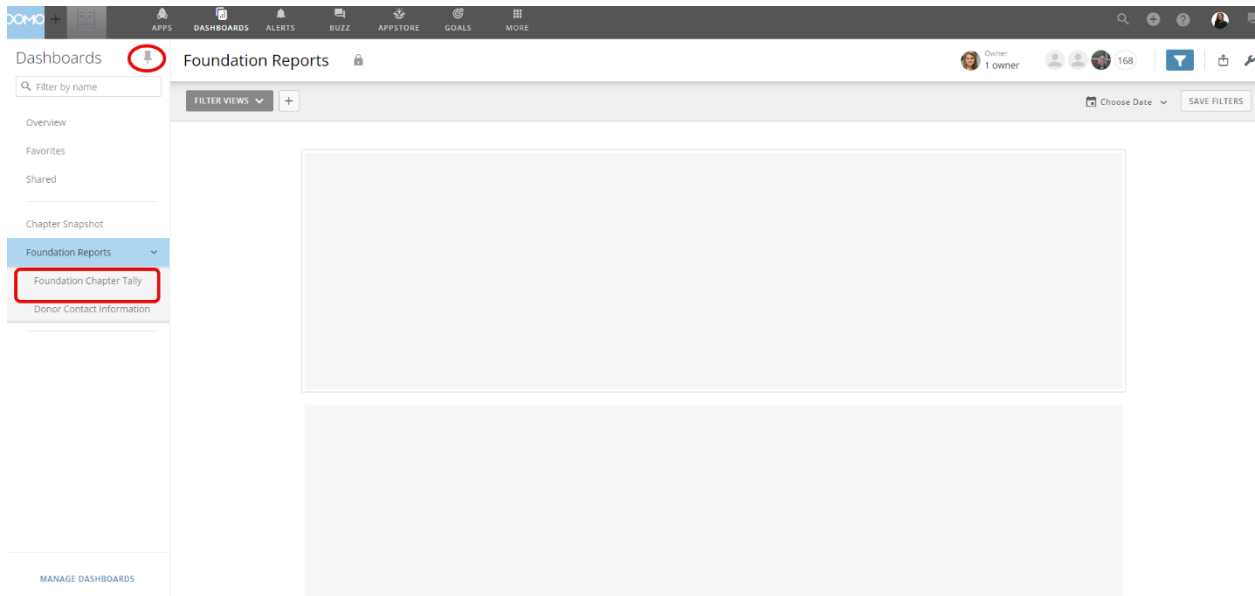 DOMO
APPS DASHBOARDS ALERTS BUZZ APPSTORE GOALS MORE
Dashboards
Foundation Reports
Owner
1 owner
168
Filter by name
FILTER VIEWS
+
Choose Date
SAVE FILTERS
Overview
Favorites
Shared
Chapter Snapshot
Foundation Reports
Foundation Chapter Tally
Donor Contact Information
MANAGE DASHBOARDS